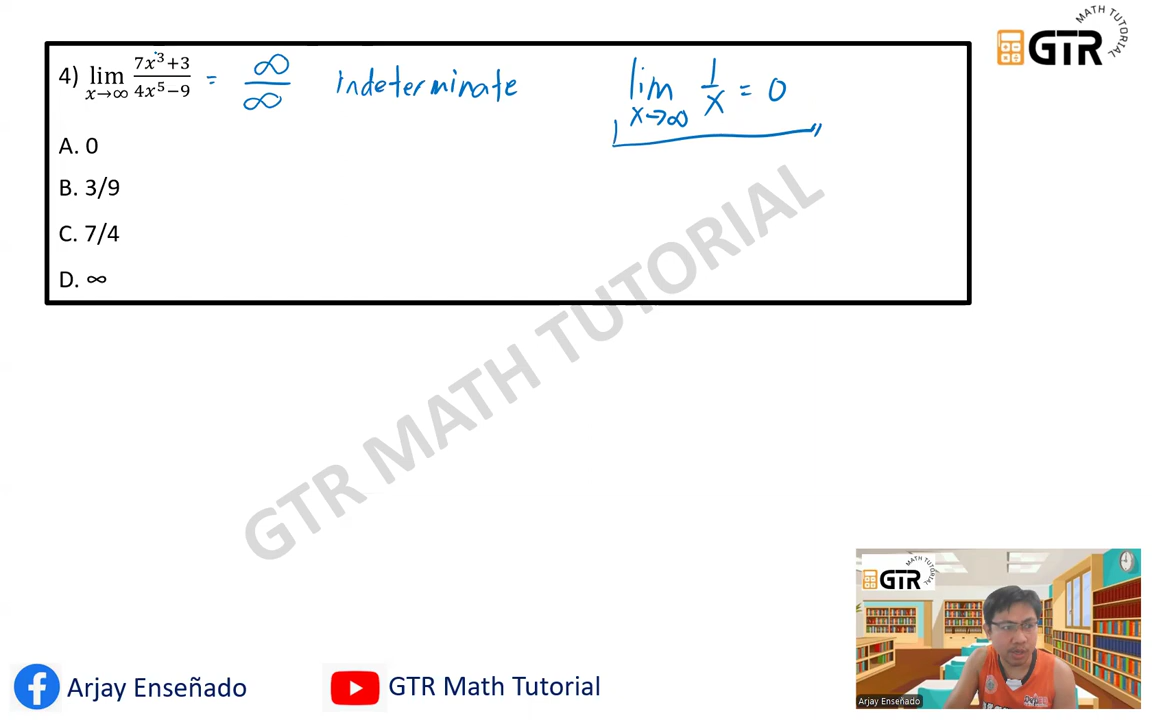 MATH TUTORIAL
GTR
4) lim x→∞ 7x³+3 / 4x⁵−9 = ∞/∞ Indeterminate lim x→∞ 1/x = 0
A. 0
B. 3/9
C. 7/4
D. ∞
GTR MATH TUTORIAL
MATH TUTORIAL
GTR
Arjay Enseñado
GTR Math Tutorial
Arjay Enseñado